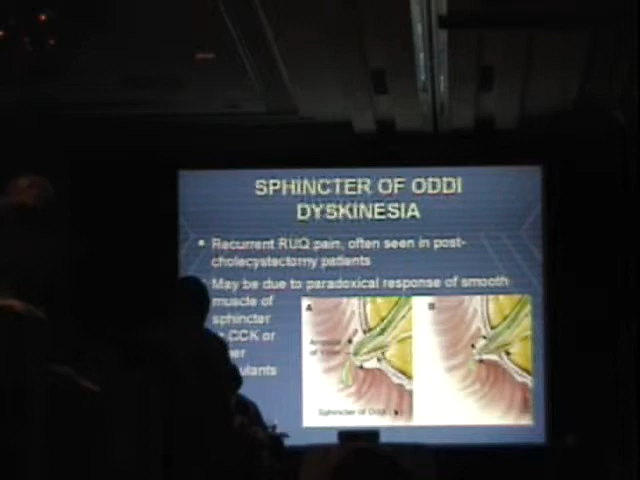 SPHINCTER OF ODDI
DYSKINESIA
Recurrent RUQ pain, often seen in post-
cholecystectomy patients
May be due to paradoxical response of smooth
muscle of
sphincter
CCK or
A
B
Sphincter of Oddi